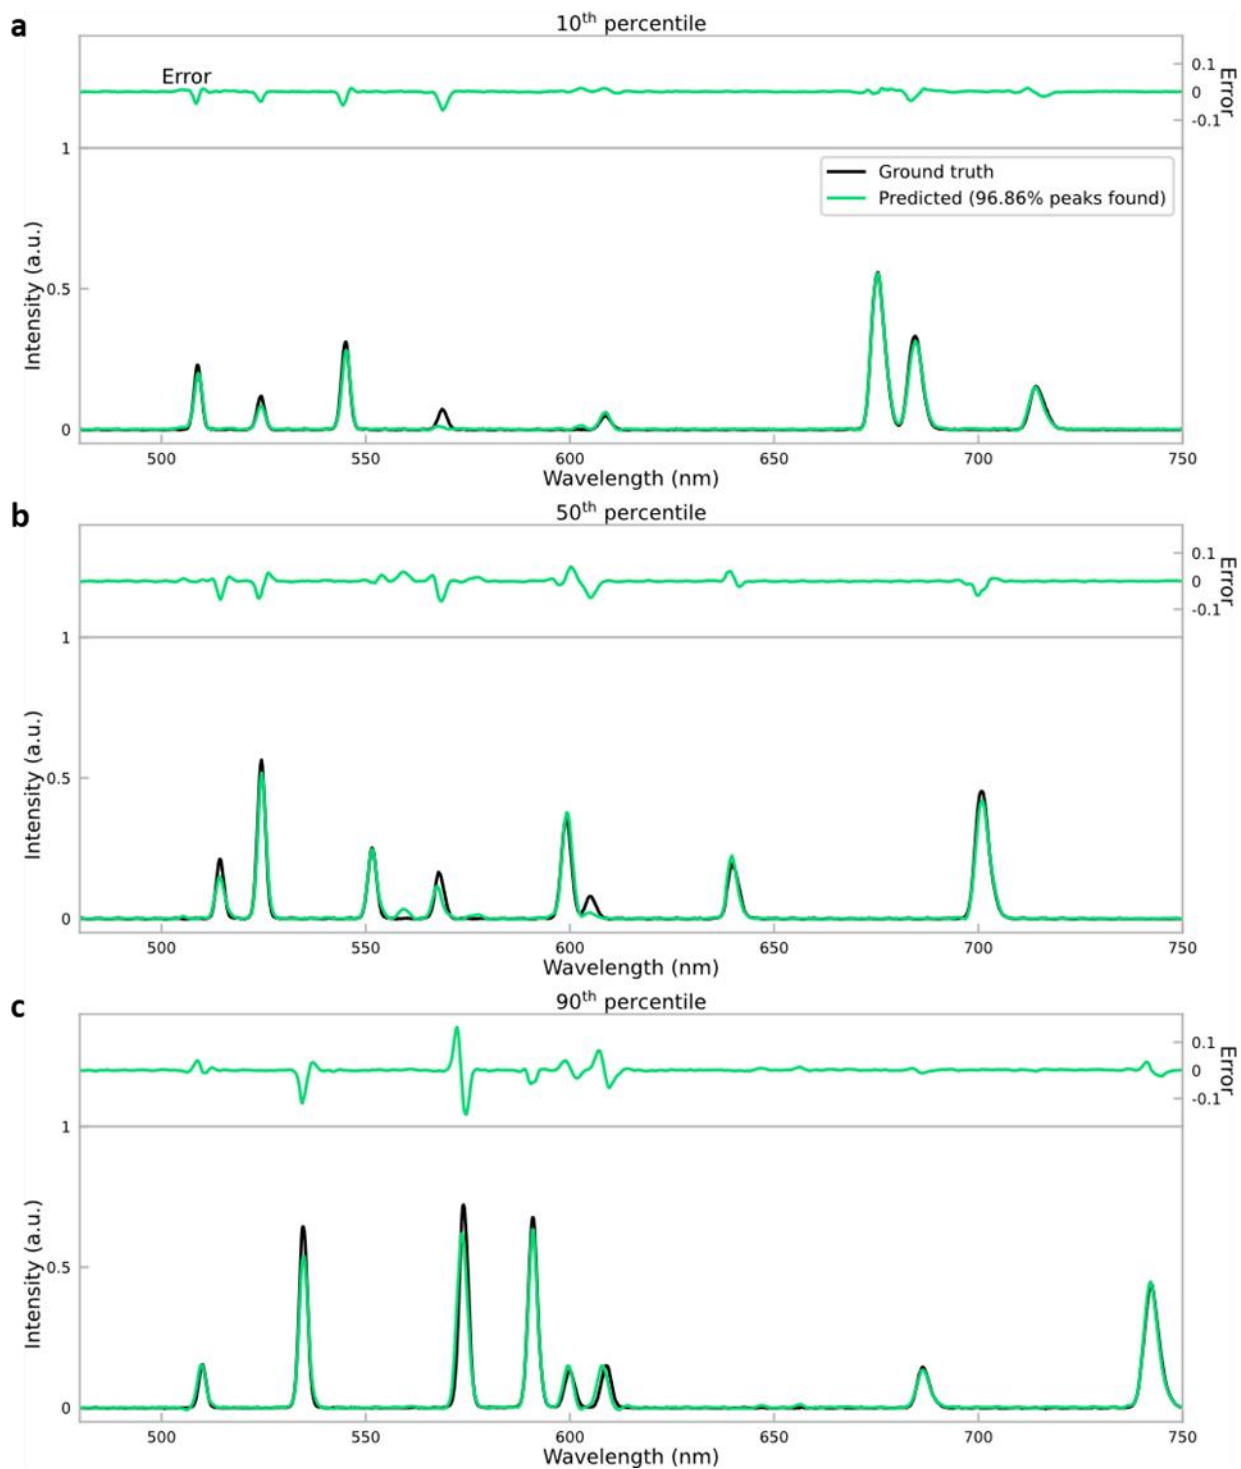 a
10th percentile
Error
0.1
0
-0.1
Error
1
0.5
0
Intensity (a.u.)
Ground truth
Predicted (96.86% peaks found)
500 550 600 650 700 750
Wavelength (nm)
b
50th percentile
0.1
0
-0.1
Error
1
0.5
0
Intensity (a.u.)
500 550 600 650 700 750
Wavelength (nm)
c
90th percentile
0.1
0
-0.1
Error
1
0.5
0
Intensity (a.u.)
500 550 600 650 700 750
Wavelength (nm)